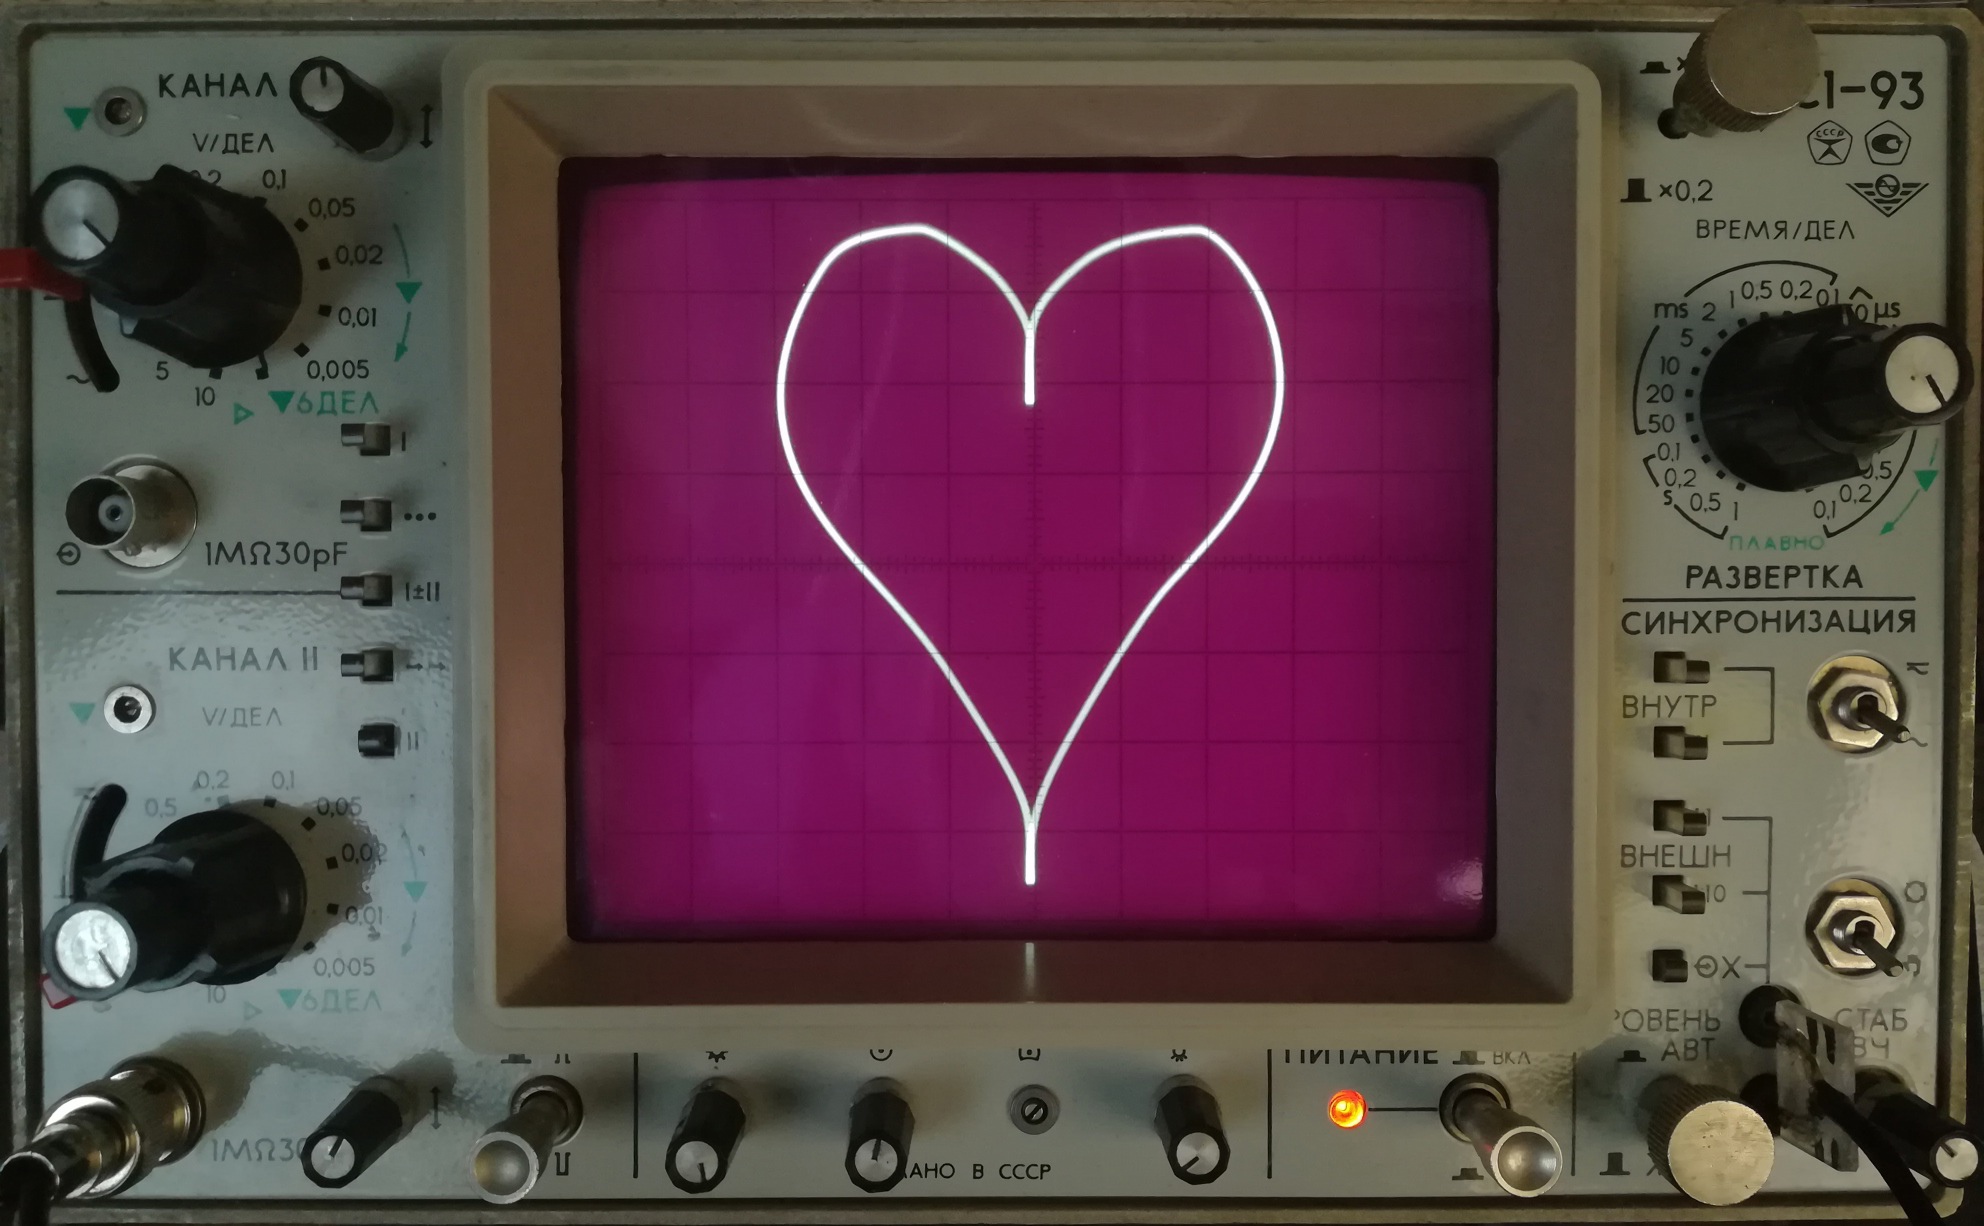 КАНАЛ
V/ДЕЛ
0,2
0,1
0,05
0,02
0,01
0,005
5
10
▼6ДЕЛ
I
1MΩ30pF
I±II
КАНАЛ II
V/ДЕЛ
II
0,5
0,2
0,1
0,05
0,02
0,01
0,005
10
▼6ДЕЛ
1MΩ30
С1-93
СССР
×0,2
ВРЕМЯ/ДЕЛ
ms
μs
0,5
0,2
0,1
1
2
5
10
20
50
0,1
0,2
s
0,5
1
0,1
0,2
0,5
ПЛАВНО
РАЗВЕРТКА
СИНХРОНИЗАЦИЯ
ВНУТР
ВНЕШН
X
РОВЕНЬ
СТАБ
АВТ
ВЧ
ПИТАНИЕ
ВКЛ
АНО В СССР